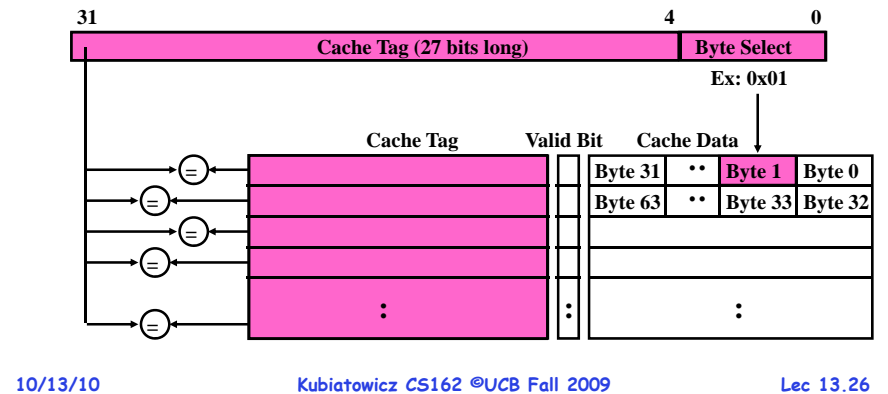 31 4 0
Cache Tag (27 bits long) Byte Select
Ex: 0x01
Cache Tag Valid Bit Cache Data
= Byte 31 ·· Byte 1 Byte 0
= Byte 63 ·· Byte 33 Byte 32
=
=
= : : :
10/13/10 Kubiatowicz CS162 ©UCB Fall 2009 Lec 13.26